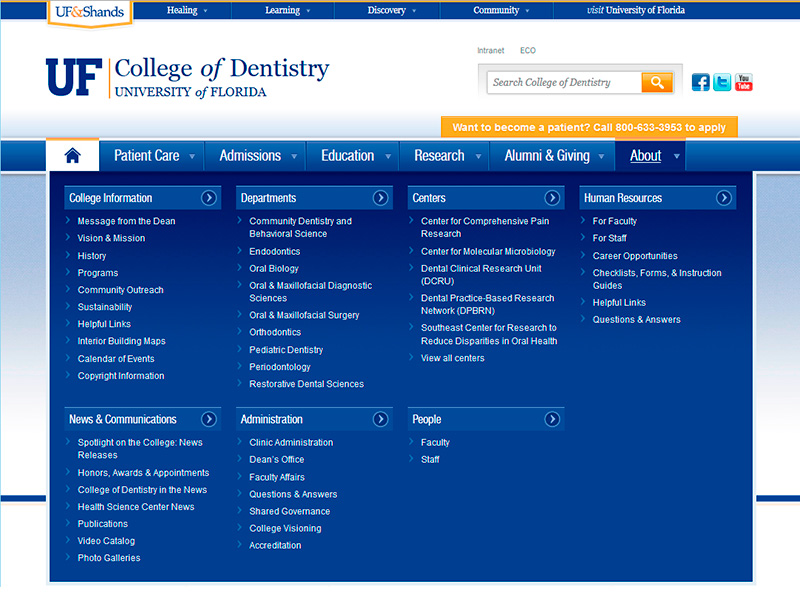 UF&Shands
Healing
Learning
Discovery
Community
visit University of Florida
Intranet
ECO
UF
College of Dentistry
UNIVERSITY of FLORIDA
Search College of Dentistry
You
Tube
Want to become a patient? Call 800-633-3953 to apply
Patient Care
Admissions
Education
Research
Alumni & Giving
About
College Information
Message from the Dean
Vision & Mission
History
Programs
Community Outreach
Sustainability
Helpful Links
Interior Building Maps
Calendar of Events
Copyright Information
Departments
Community Dentistry and
Behavioral Science
Endodontics
Oral Biology
Oral & Maxillofacial Diagnostic
Sciences
Oral & Maxillofacial Surgery
Orthodontics
Pediatric Dentistry
Periodontology
Restorative Dental Sciences
Centers
Center for Comprehensive Pain
Research
Center for Molecular Microbiology
Dental Clinical Research Unit
(DCRU)
Dental Practice-Based Research
Network (DPBRN)
Southeast Center for Research to
Reduce Disparities in Oral Health
View all centers
Human Resources
For Faculty
For Staff
Career Opportunities
Checklists, Forms, & Instruction
Guides
Helpful Links
Questions & Answers
News & Communications
Spotlight on the College: News
Releases
Honors, Awards & Appointments
College of Dentistry in the News
Health Science Center News
Publications
Video Catalog
Photo Galleries
Administration
Clinic Administration
Dean's Office
Faculty Affairs
Questions & Answers
Shared Governance
College Visioning
Accreditation
People
Faculty
Staff